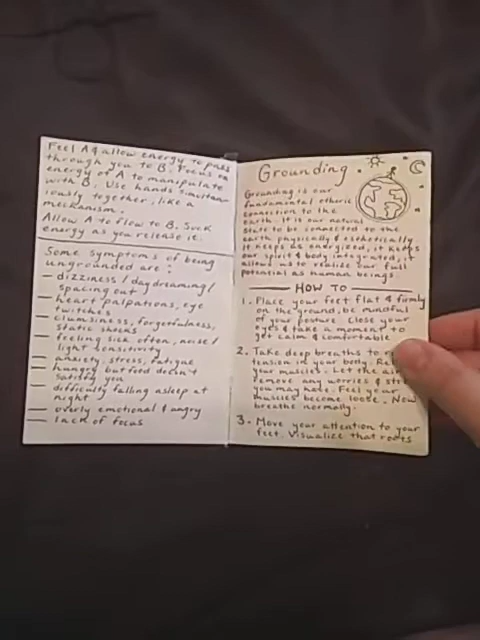 Feel A & allow energy to pass
through you to B. Focus on
energy of A to manipulate
with B. Use hands simultan-
iously together, like a
mechanism.
Allow A to flow to B. Suck
energy as you release it.
Some symptoms of being
ungrounded are:
— dizziness / daydreaming /
spacing out
— heart palpations, eye
twitches
— clumsiness, forgetfulness,
static shocks
— feeling sick often, noise /
light sensitivity
— anxiety, stress, fatigue
— hungry but food doesn't
satisfy you
— difficulty falling asleep at
night
— overly emotional & angry
— lack of focus
Grounding
Grounding is our
fundamental etheric
connection to the
earth. It is our natural
state to be connected to the
earth physically & esthetically
It keeps us energized, it keeps
our spirit & body integrated, it
allows us to realize our full
potential as human beings.
— HOW TO —
1. Place your feet flat & firmly
on the ground, be mindful
of your posture. Close your
eyes & take a moment to
get calm & comfortable
2. Take deep breaths to
tension in your body.
your muscles. Let the
remove any worries &
you may have. Feel your
muscles become loose. Now
breathe normally.
3. Move your attention to your
feet. Visualize that roots